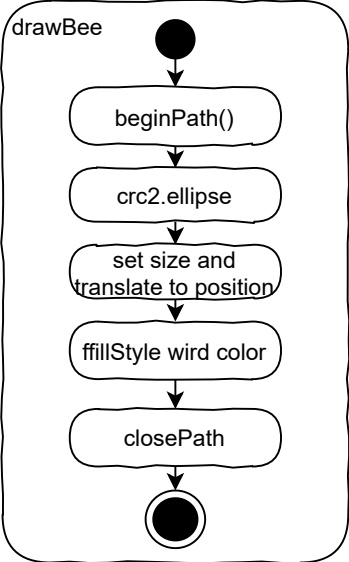 drawBee
beginPath()
crc2.ellipse
set size and
translate to position
ffillStyle wird color
closePath